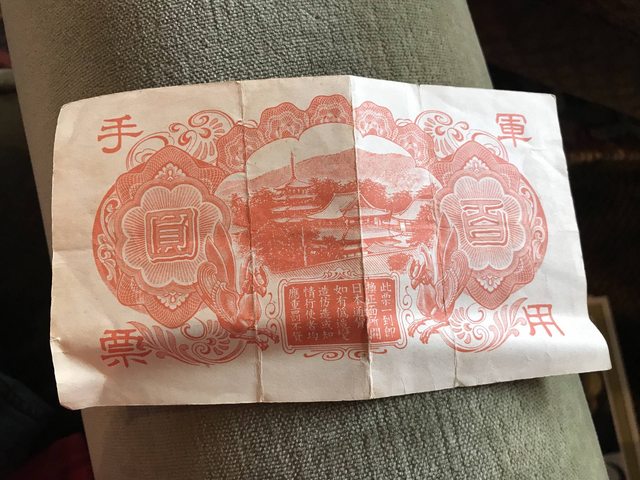 軍用
手票
百
圓
此票一到即
換正面所開
日本通貨
如有偽造變
造仿造或知
情行使者均
應重罰不貸